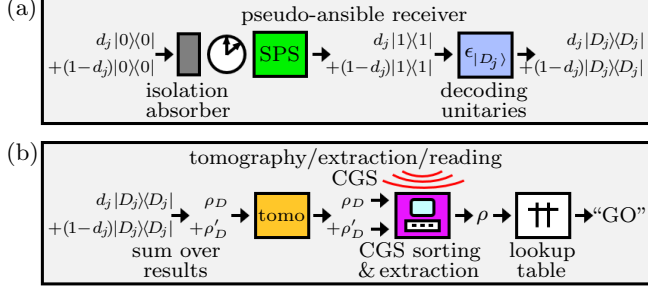 (a)
pseudo-ansible receiver
d_j|0⟩⟨0|
+(1-d_j)|0⟩⟨0|
isolation
absorber
SPS
d_j|1⟩⟨1|
+(1-d_j)|1⟩⟨1|
ϵ_{|D_j⟩}
decoding
unitaries
d_j|D_j⟩⟨D_j|
+(1-d_j)|D_j⟩⟨D_j|
(b)
tomography/extraction/reading
d_j|D_j⟩⟨D_j|
+(1-d_j)|D_j⟩⟨D_j|
sum over
results
ρ_D
+ρ′_D
tomo
ρ_D
+ρ′_D
CGS
CGS sorting
& extraction
ρ
lookup
table
“GO”